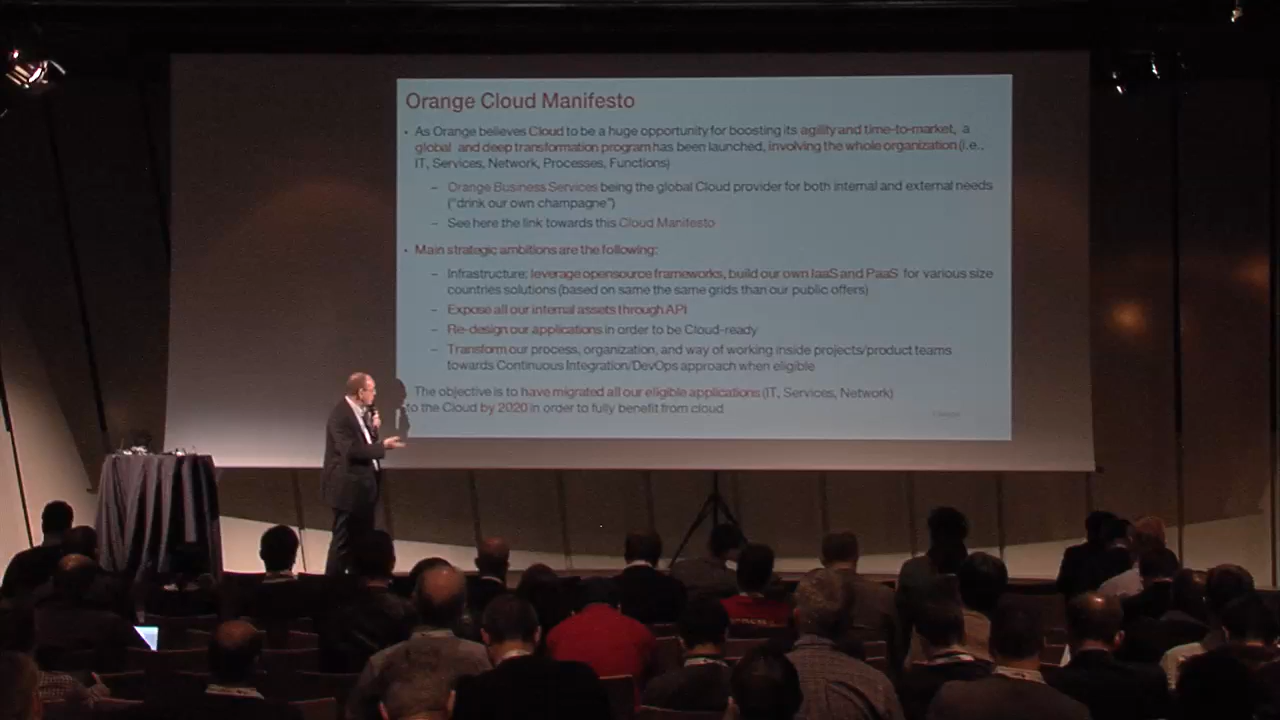 Orange Cloud Manifesto
• As Orange believes Cloud to be a huge opportunity for boosting its agility and time-to-market, a
global and deep transformation program has been launched, involving the whole organization (i.e.,
IT, Services, Network, Processes, Functions)
– Orange Business Services being the global Cloud provider for both internal and external needs
("drink our own champagne")
– See here the link towards this Cloud Manifesto
• Main strategic ambitions are the following:
– Infrastructure: leverage opensource frameworks, build our own IaaS and PaaS for various size
countries solutions (based on same the same grids than our public offers)
– Expose all our internal assets through API
– Re-design our applications in order to be Cloud-ready
– Transform our process, organization, and way of working inside projects/product teams
towards Continuous Integration/DevOps approach when eligible
The objective is to have migrated all our eligible applications (IT, Services, Network)
to the Cloud by 2020 in order to fully benefit from cloud